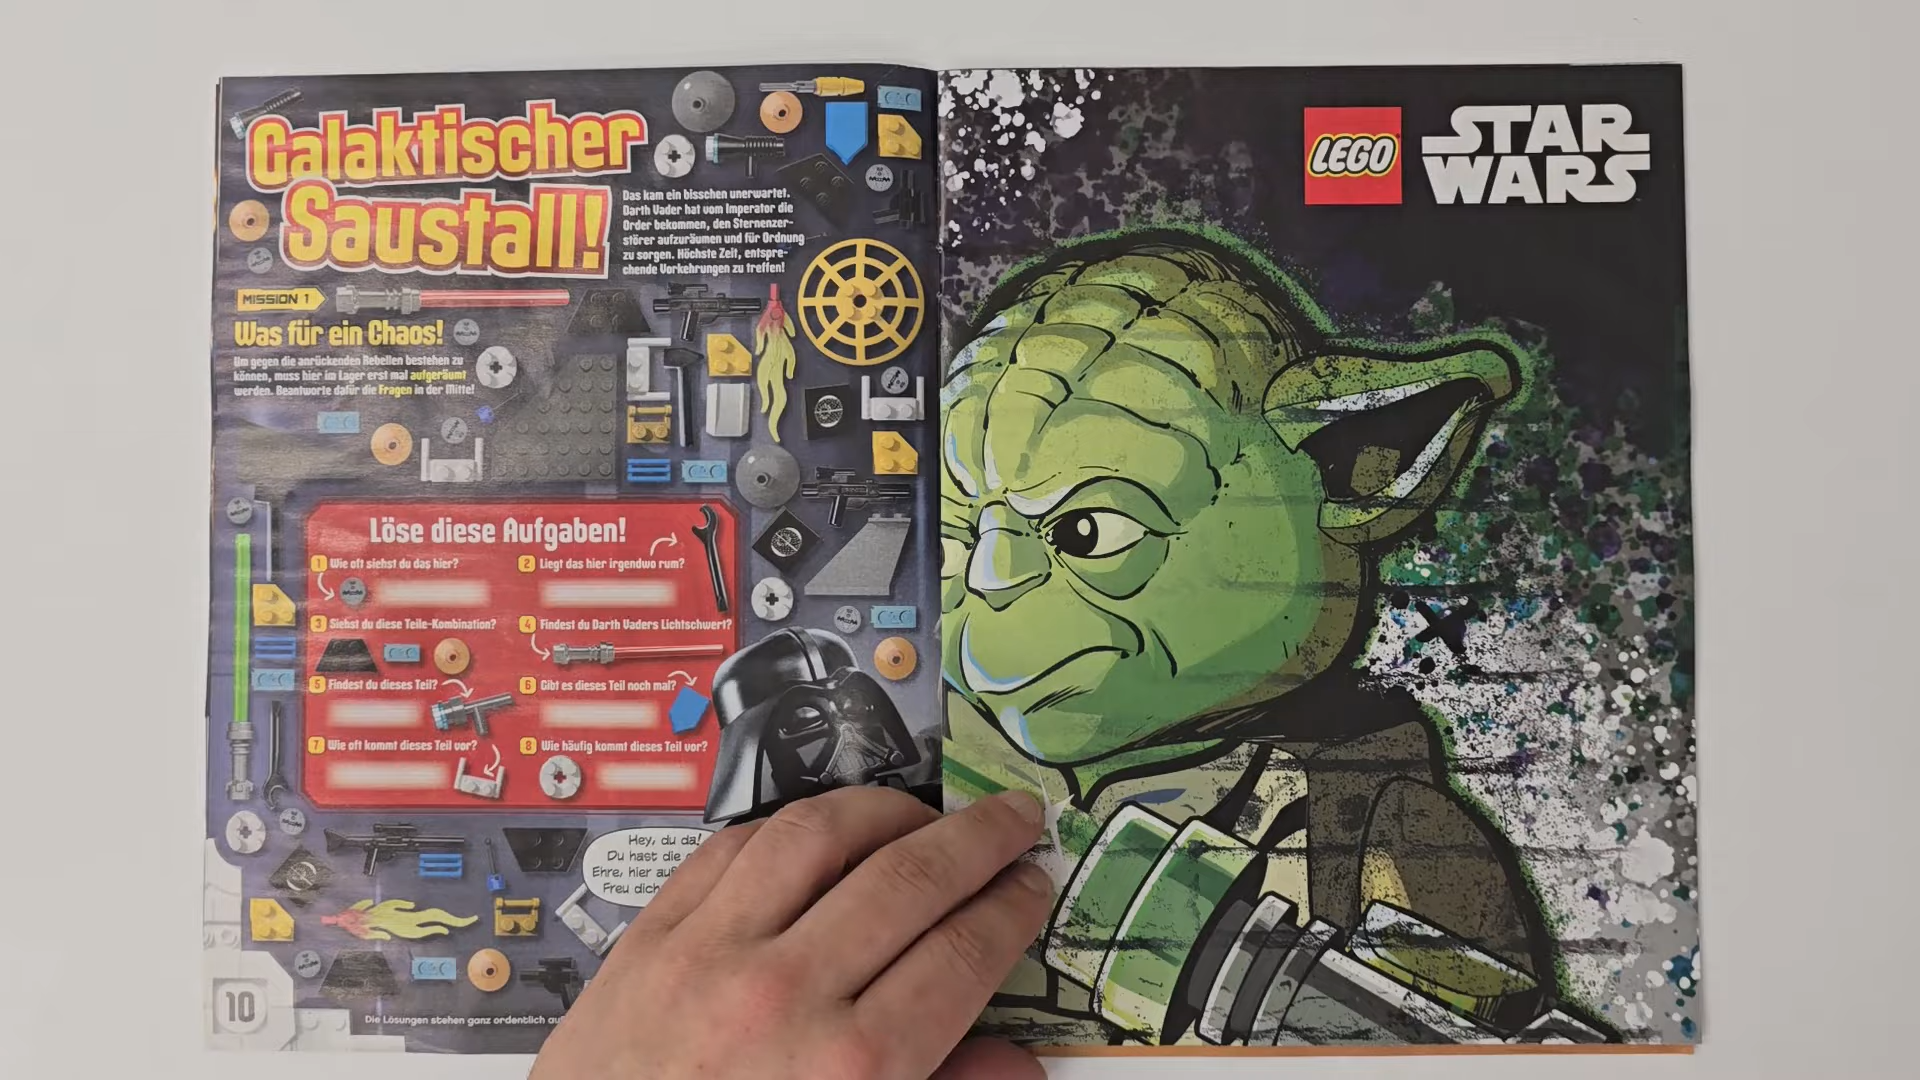 Galaktischer
Saustall!
Das kam ein bisschen unerwartet.
Darth Vader hat vom Imperator die
Order bekommen, den Sternenzer-
störer aufzuräumen und für Ordnung
zu sorgen. Höchste Zeit, entspre-
chende Vorkehrungen zu treffen!
MISSION 1
Was für ein Chaos!
Um gegen die anrückenden Rebellen bestehen zu
können, muss hier im Lager erst mal aufgeräumt
werden. Beantworte dafür die Fragen in der Mitte!
Löse diese Aufgaben!
1 Wie oft siehst du das hier?
2 Liegt das hier irgendwo rum?
3 Siehst du diese Teile-Kombination?
4 Findest du Darth Vaders Lichtschwert?
5 Findest du dieses Teil?
6 Gibt es dieses Teil noch mal?
7 Wie oft kommt dieses Teil vor?
8 Wie häufig kommt dieses Teil vor?
Hey, du da!
Du hast die
Ehre, hier
Freu dich
10
Die Lösungen stehen ganz ordentlich
LEGO
STAR
WARS